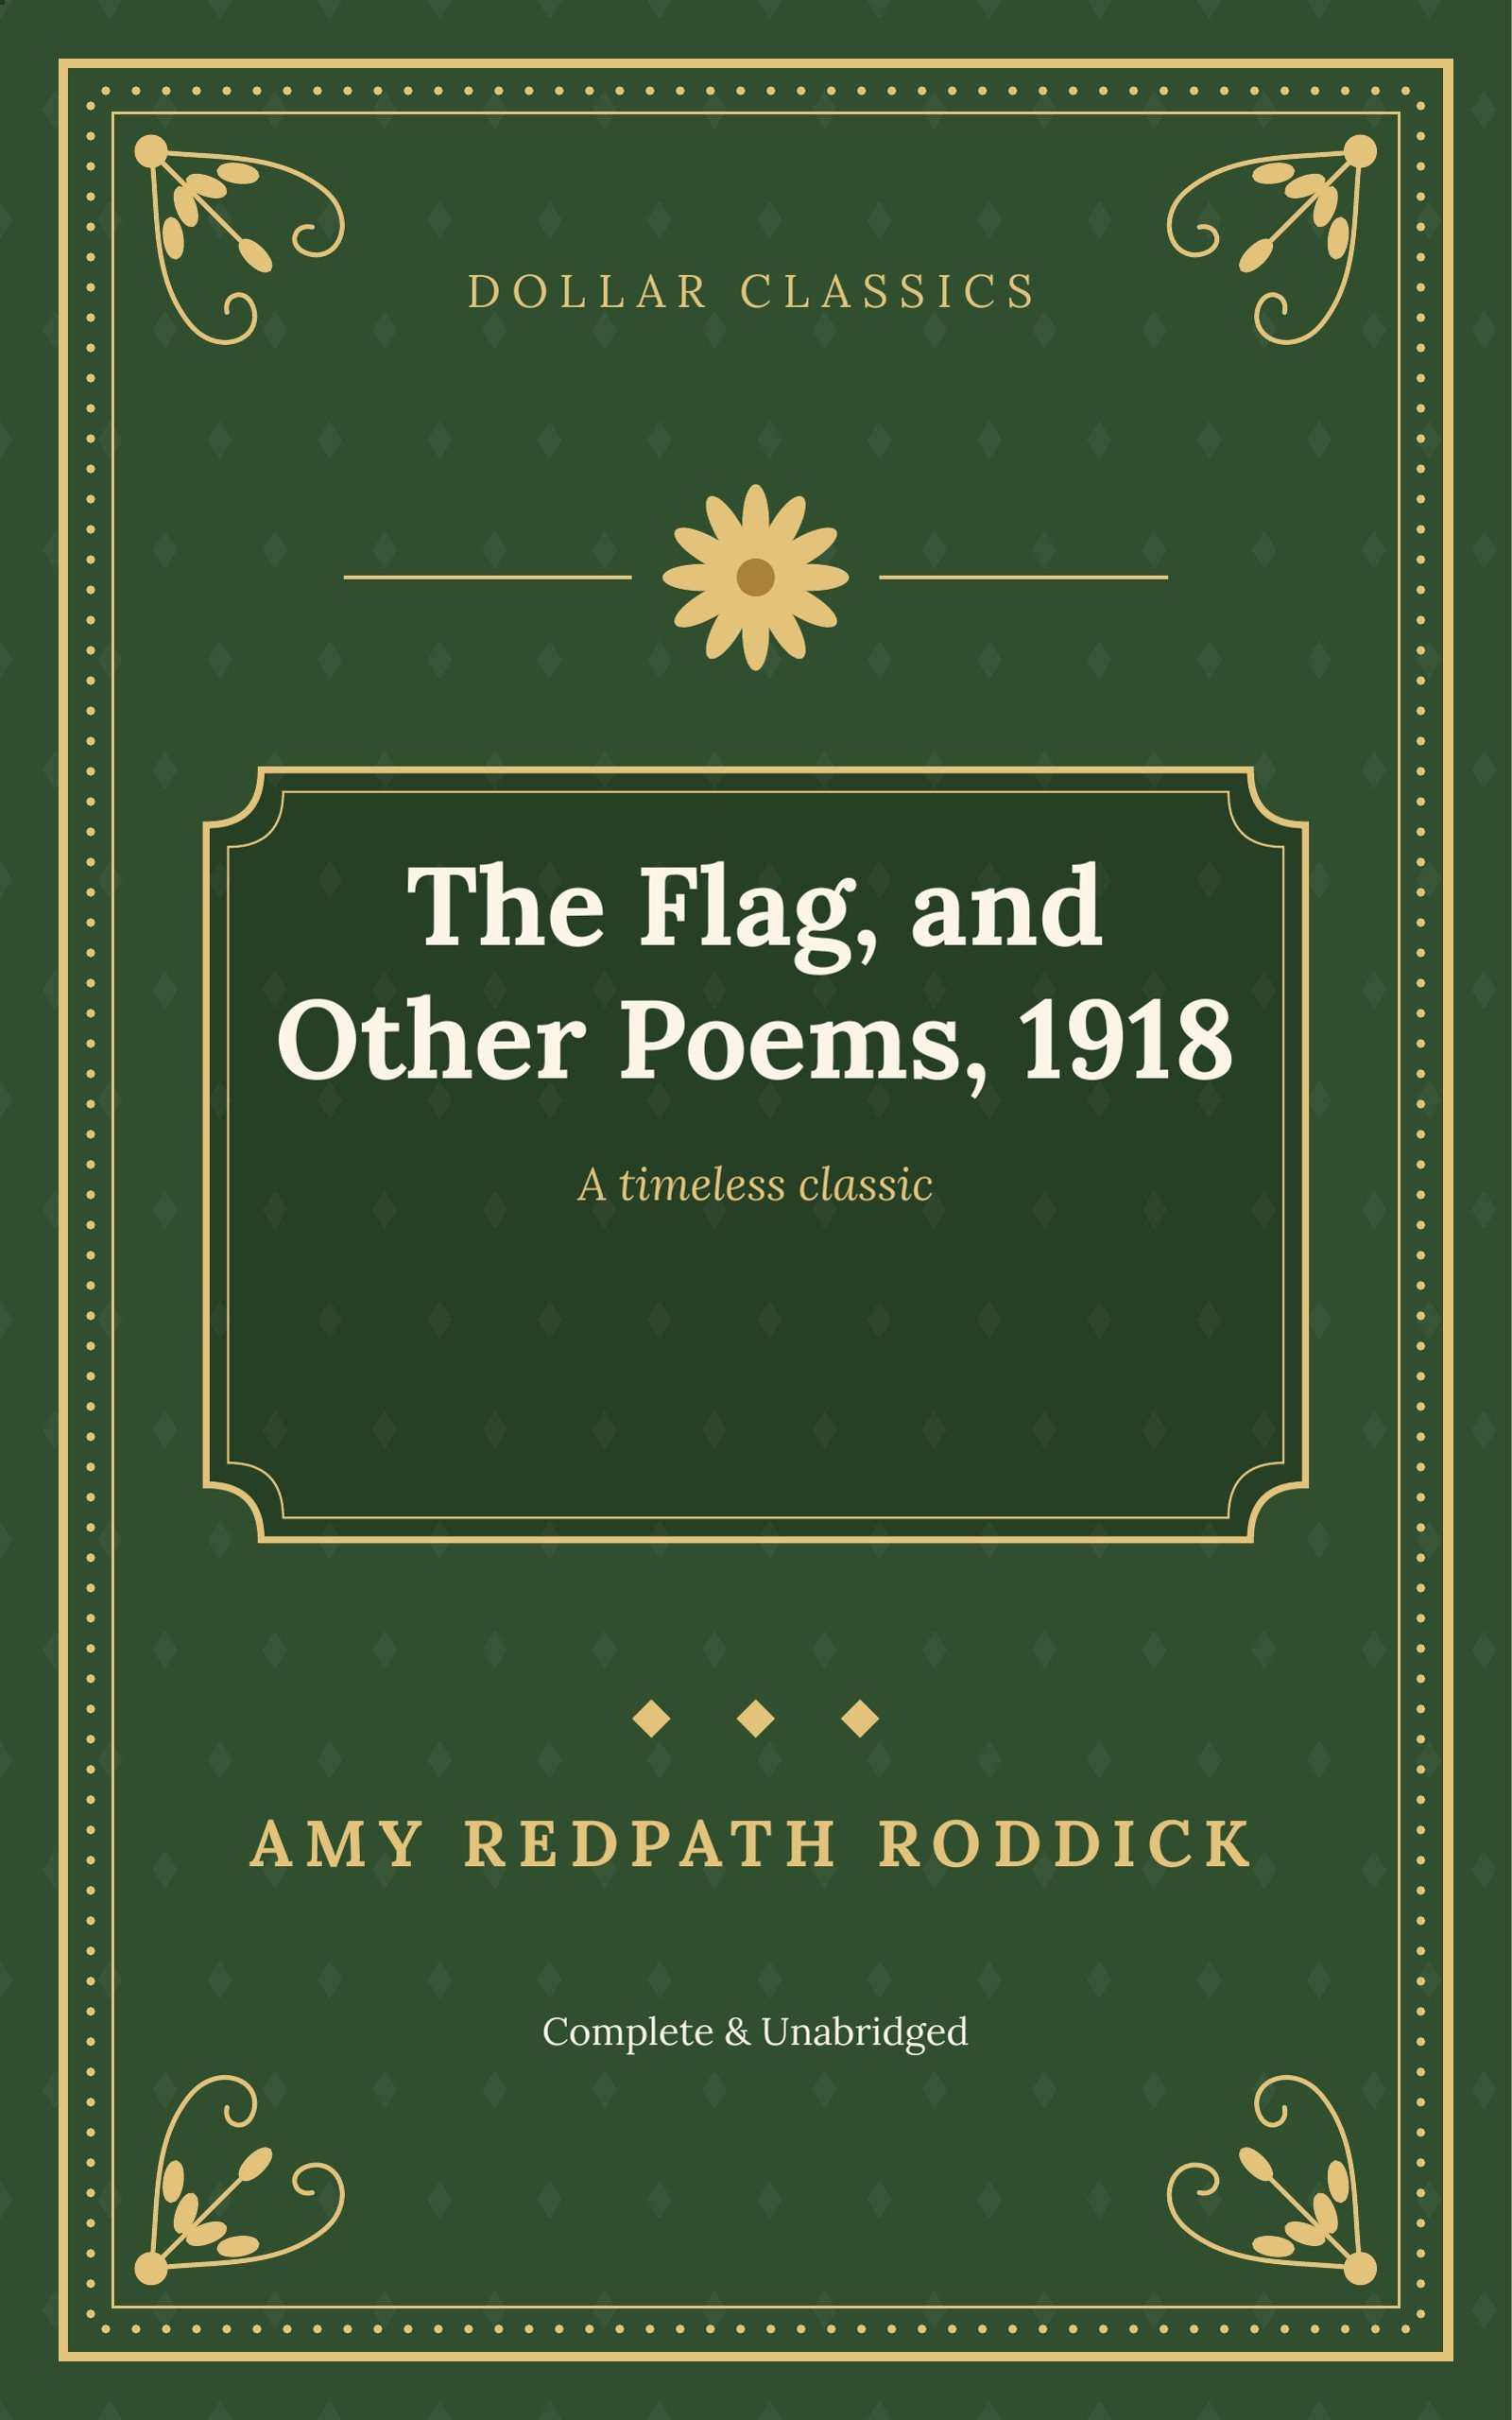 DOLLAR CLASSICS
The Flag, and
Other Poems, 1918
A timeless classic
AMY REDPATH RODDICK
Complete & Unabridged